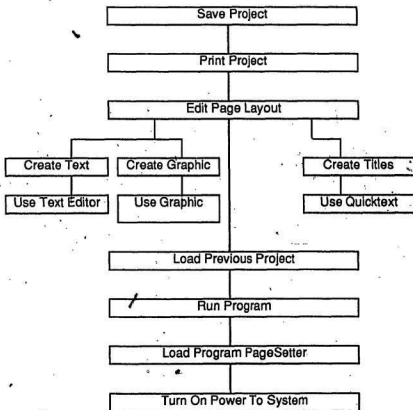 Save Project
Print Project
Edit Page Layout
Create Text
Create Graphic
Create Titles
Use Text Editor
Use Graphic
Use Quicktext
Load Previous Project
Run Program
Load Program PageSetter
Turn On Power To System